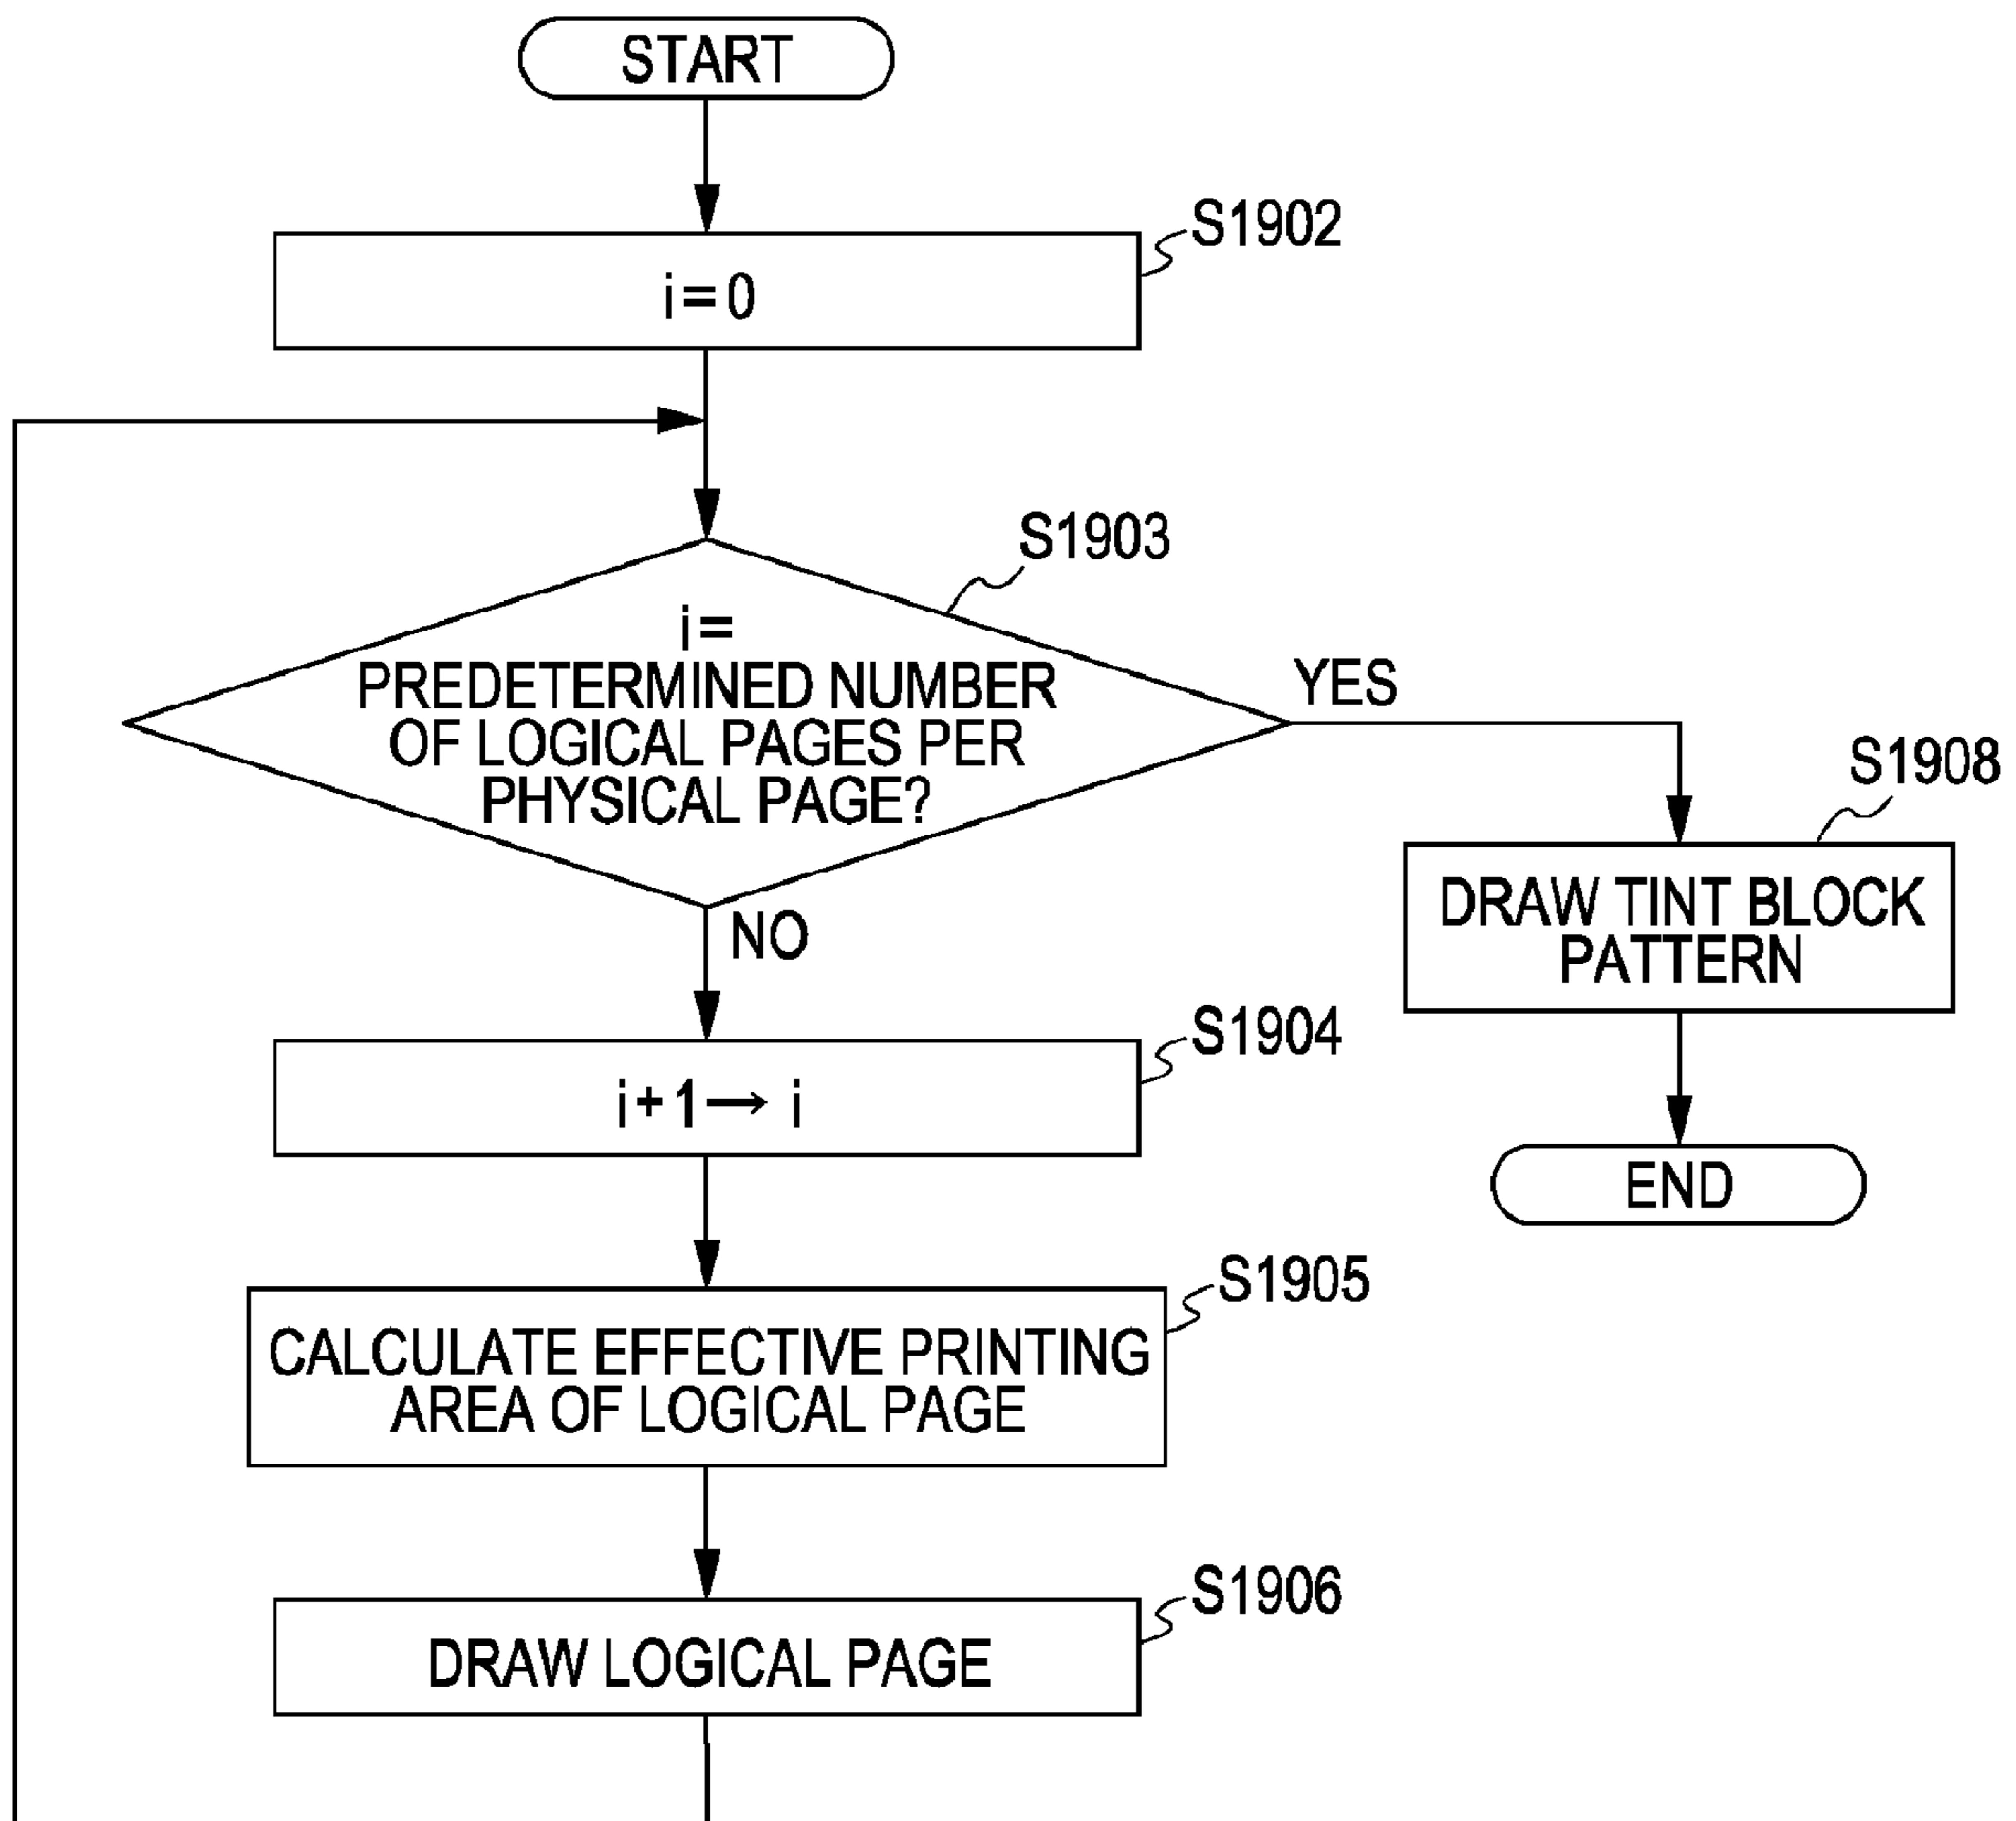 START
S1902
i=0
S1903
i=
PREDETERMINED NUMBER
OF LOGICAL PAGES PER
PHYSICAL PAGE?
YES
NO
S1908
DRAW TINT BLOCK
PATTERN
END
S1904
i+1→ i
S1905
CALCULATE EFFECTIVE PRINTING
AREA OF LOGICAL PAGE
S1906
DRAW LOGICAL PAGE